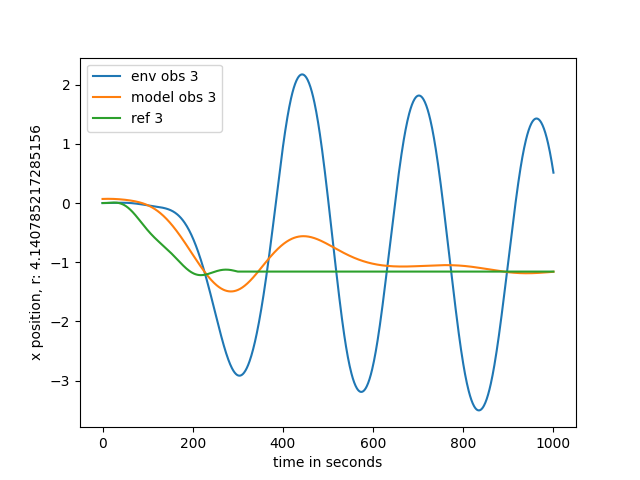 env obs 3
model obs 3
ref 3
2
1
0
−1
−2
−3
x position, r: 4.140785217285156
0
200
400
600
800
1000
time in seconds